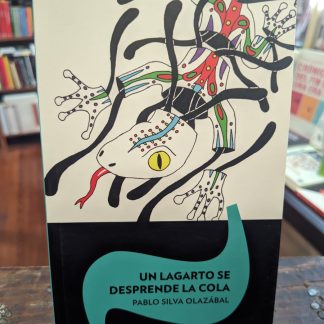 UN LAGARTO SE
DESPRENDE LA COLA
PABLO SILVA OLAZÁBAL